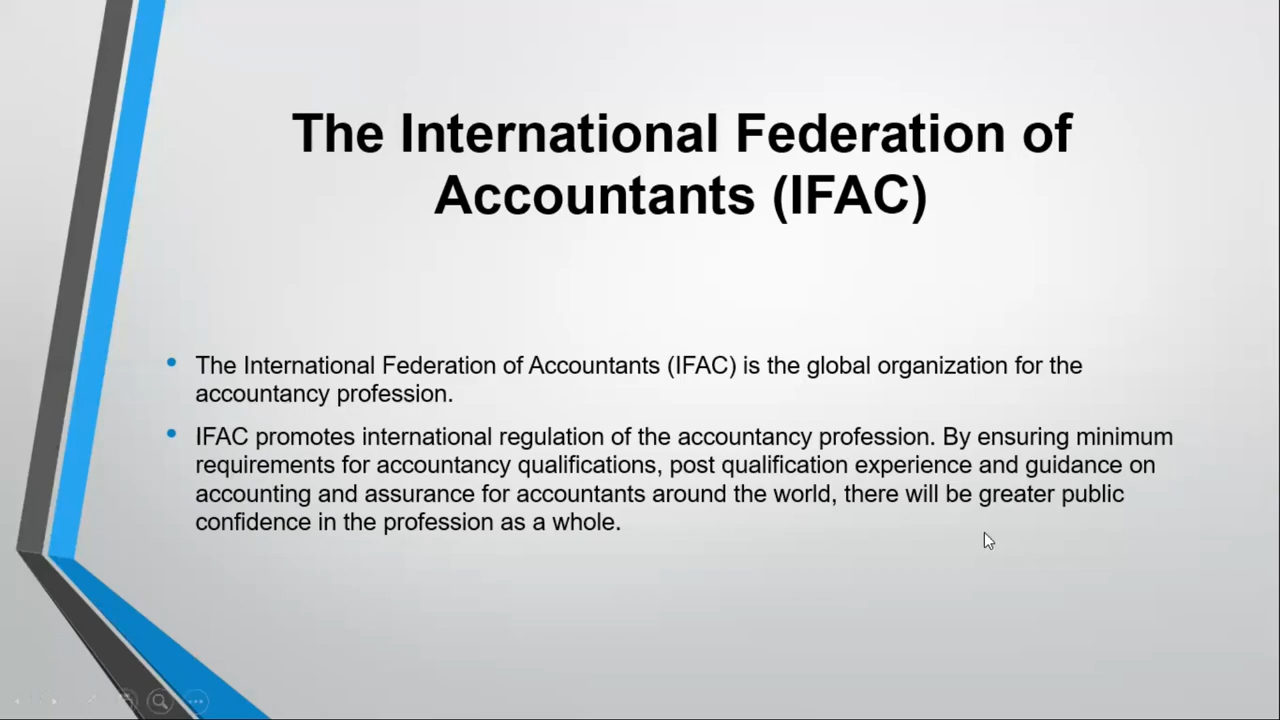 The International Federation of
Accountants (IFAC)
• The International Federation of Accountants (IFAC) is the global organization for the
accountancy profession.
• IFAC promotes international regulation of the accountancy profession. By ensuring minimum
requirements for accountancy qualifications, post qualification experience and guidance on
accounting and assurance for accountants around the world, there will be greater public
confidence in the profession as a whole.